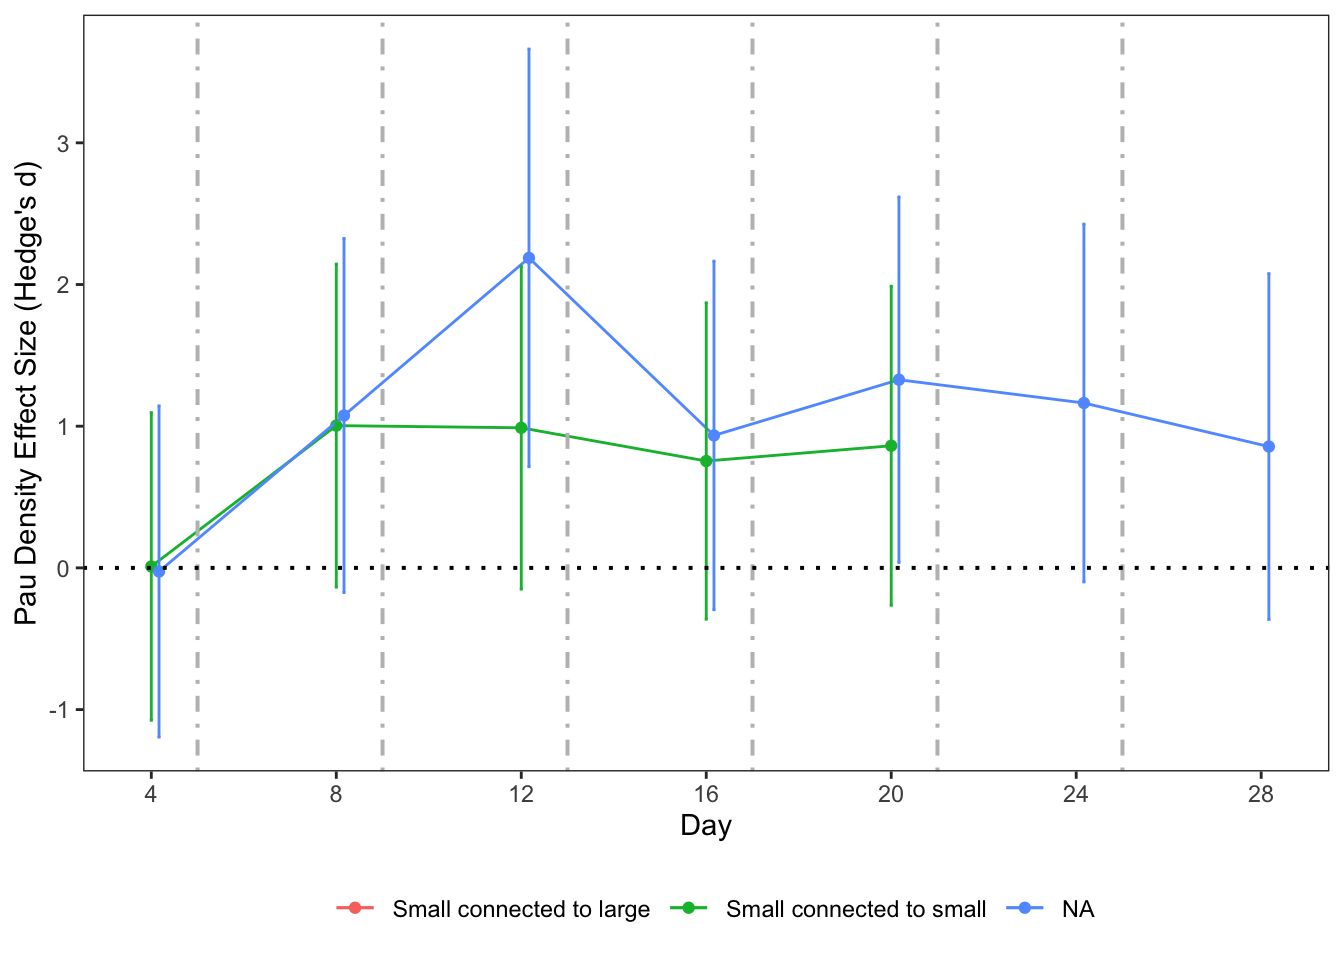 Pau Density Effect Size (Hedge's d)
3
2
1
0
-1
4 8 12 16 20 24 28
Day
Small connected to large Small connected to small NA